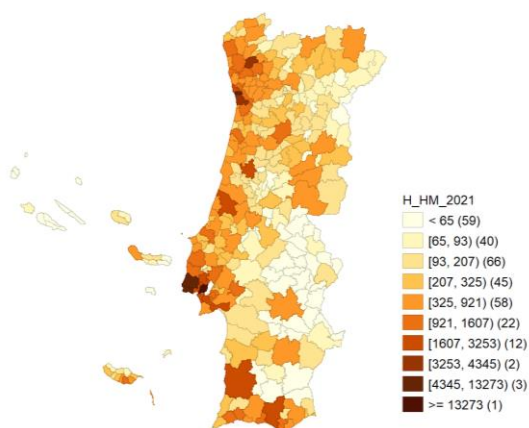 H_HM_2021
< 65 (59)
[65, 93) (40)
[93, 207) (66)
[207, 325) (45)
[325, 921) (58)
[921, 1607) (22)
[1607, 3253) (12)
[3253, 4345) (2)
[4345, 13273) (3)
>= 13273 (1)